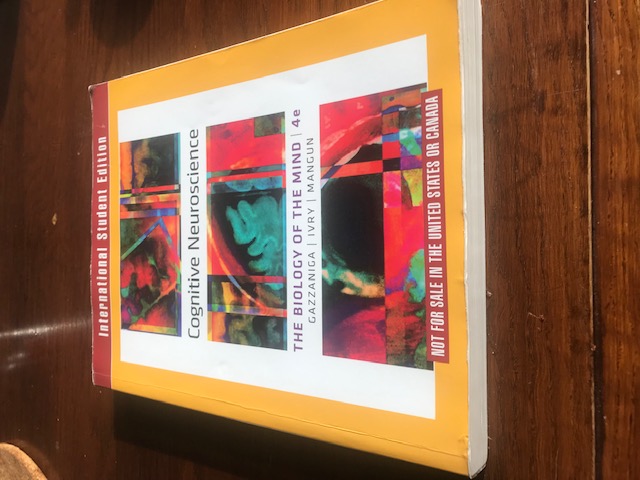 International Student Edition
Cognitive Neuroscience
THE BIOLOGY OF THE MIND | 4e
GAZZANIGA | IVRY | MANGUN
NOT FOR SALE IN THE UNITED STATES OR CANADA